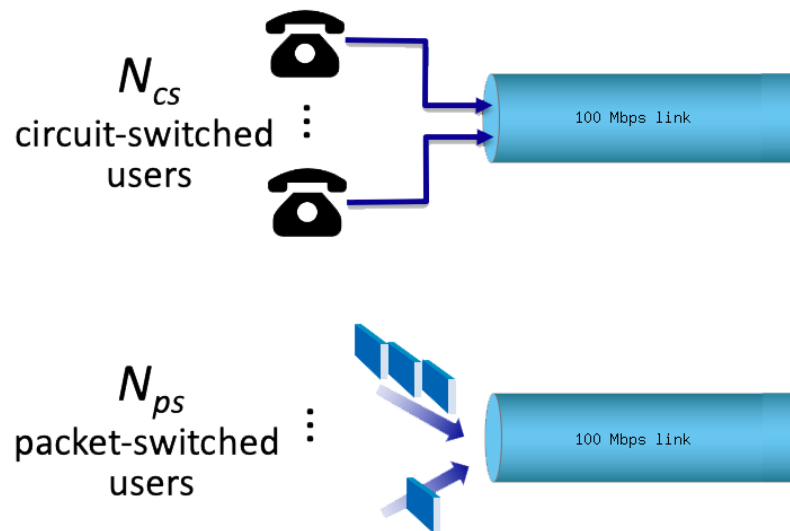 N_cs
circuit-switched
users
100 Mbps link
N_ps
packet-switched
users
100 Mbps link